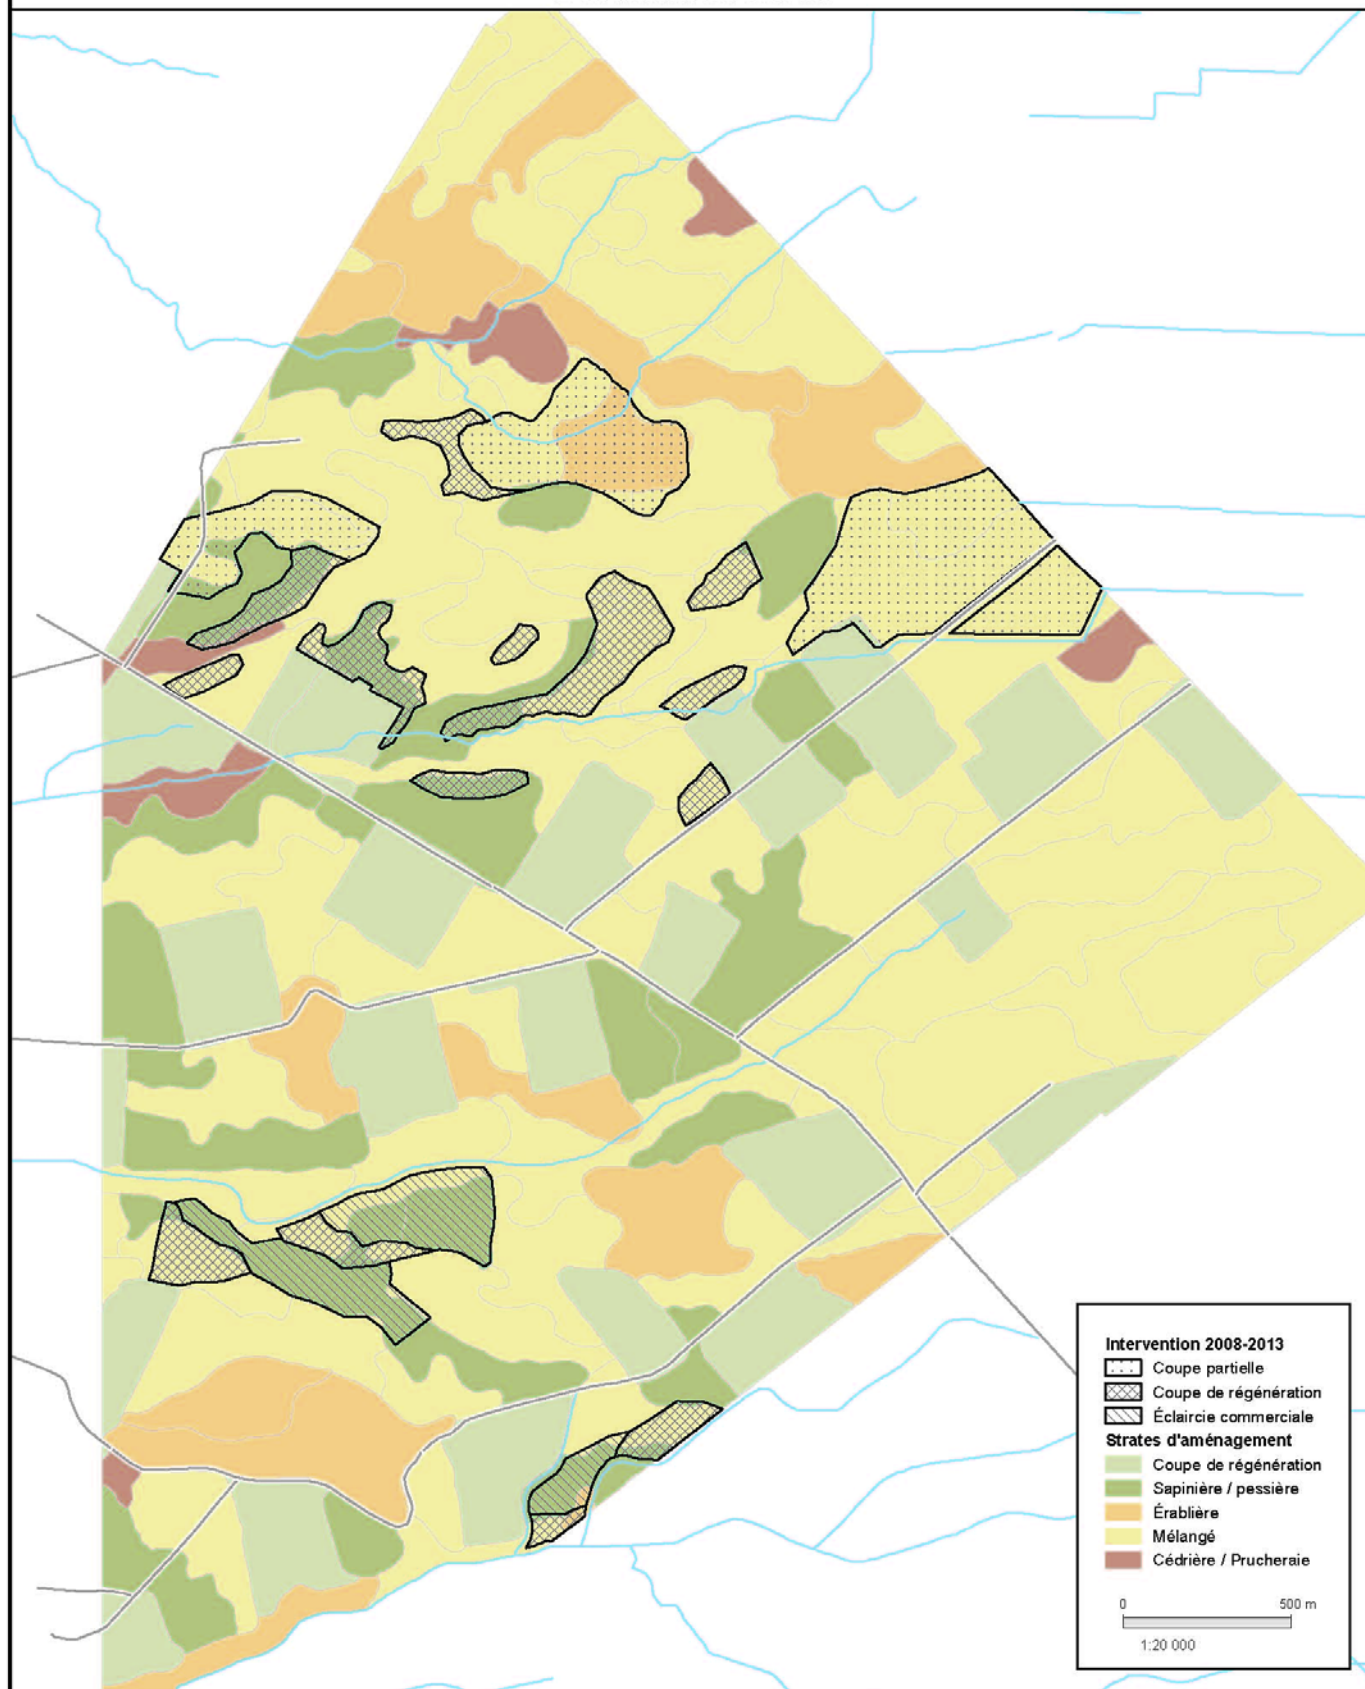 Intervention 2008-2013
Coupe partielle
Coupe de régénération
Éclaircie commerciale
Strates d'aménagement
Coupe de régénération
Sapinière / pessière
Érablière
Mélangé
Cédrière / Prucheraie
0 500 m
1:20 000